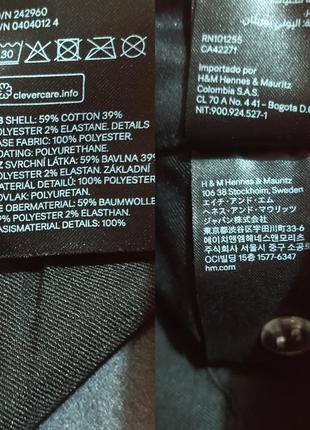 /N 242960
/N 0404012 4
30
clevercare.info
SHELL: 59% COTTON 39%
POLYESTER 2% ELASTANE. DETAILS
ASE FABRIC: 100% POLYESTER.
OATING: POLYURETHANE.
Z SVRCHNÍ LÁTKA: 59% BAVLNA 39%
POLYESTER 2% ELASTAN. ZÁKLADNÍ
MATERIÁL DETAILŮ: 100% POLYESTER.
OVLAK: POLYURETAN.
E OBERMATERIAL: 59% BAUMWOLLE
9% POLYESTER 2% ELASTHAN.
BASISMATERIAL DETAILS: 100%
RN101255
CA42271
Importado por
H&M Hennes & Mauritz
Colombia S.A.S.
CL 70 A No. 4 41 - Bogota D.C
NIT:900.924.527-1
H&M Hennes & Mauritz
106 38 Stockholm, Sweden
エイチ・アンド・エム
ヘネス・アンド・マウリッツ
ジャパン株式会社
東京都渋谷区宇田川町33-6
에이치앤엠헤네스앤모리츠
주식회사 서울시 중구 을지로
OCI빌딩 15층 1577-6347
hm.com